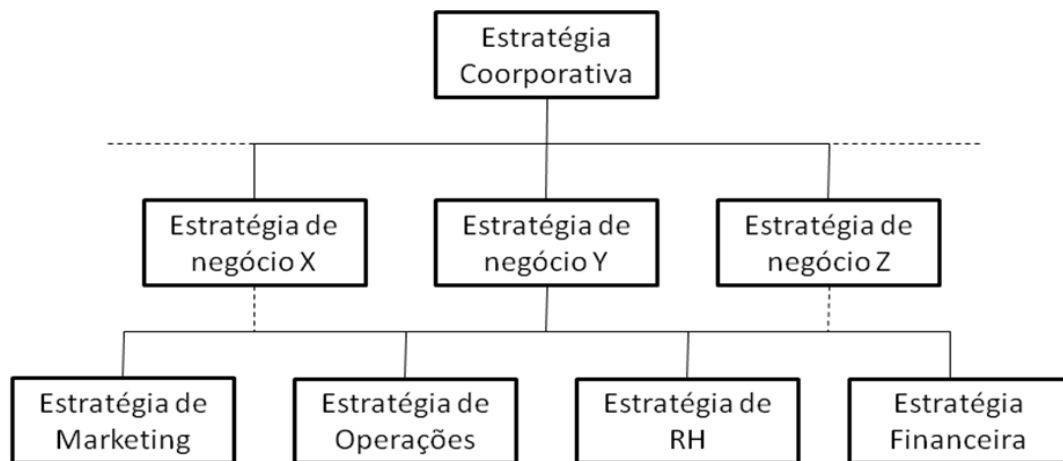 Estratégia
Coorporativa
Estratégia de
negócio X
Estratégia de
negócio Y
Estratégia de
negócio Z
Estratégia de
Marketing
Estratégia de
Operações
Estratégia de
RH
Estratégia
Financeira